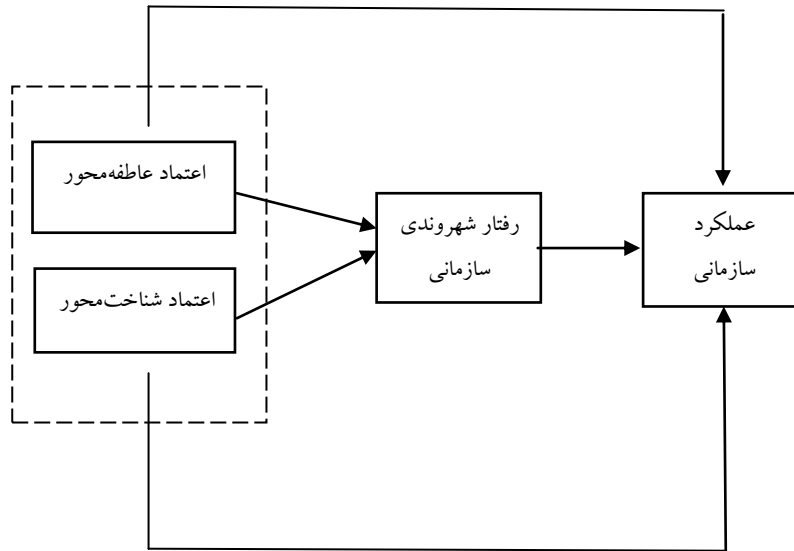 اعتماد عاطفه‌محور
اعتماد شناخت‌محور
رفتار شهروندی
سازمانی
عملکرد
سازمانی